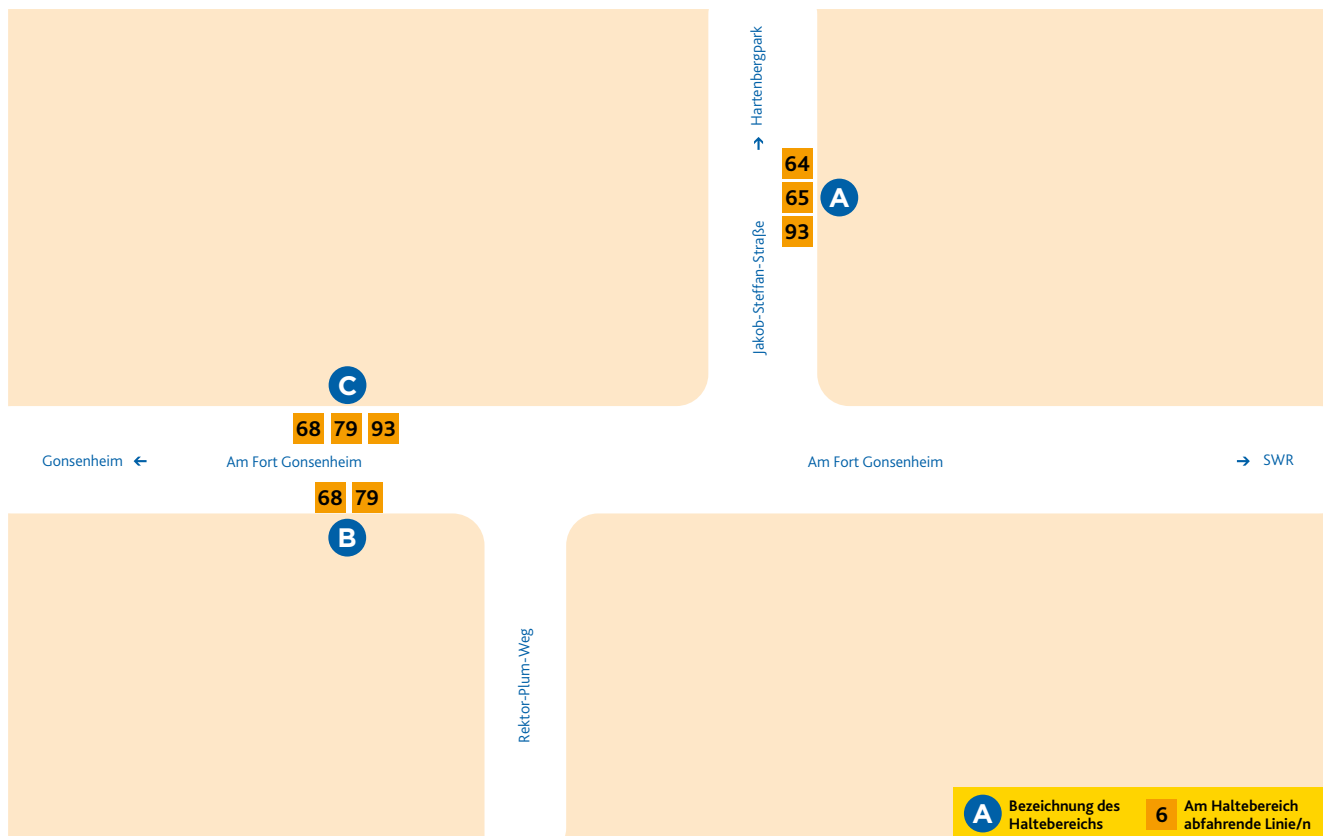 → Hartenbergpark
64
65
93
A
Jakob-Steffan-Straße
C
68 79 93
Gonsenheim ←
Am Fort Gonsenheim
Am Fort Gonsenheim
→ SWR
68 79
B
Rektor-Plum-Weg
A
Bezeichnung des
Haltebereichs
6
Am Haltebereich
abfahrende Linie/n